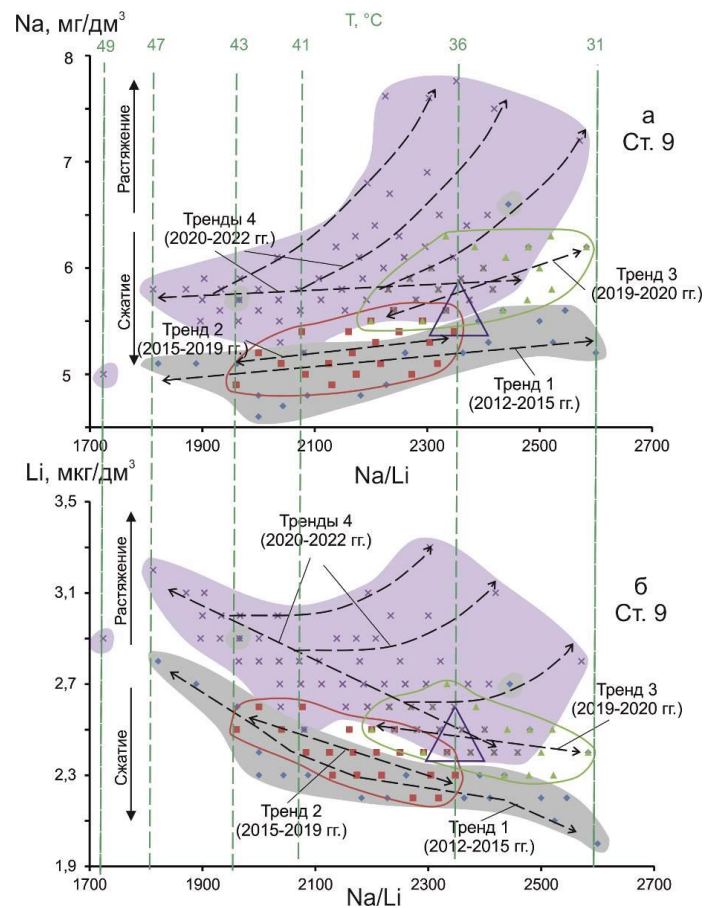 Na, мг/дм³
T, °C
49
47
43
41
36
31
8
7
6
5
Растяжение
Сжатие
а
Ст. 9
Тренды 4
(2020-2022 гг.)
Тренд 3
(2019-2020 гг.)
Тренд 2
(2015-2019 гг.)
Тренд 1
(2012-2015 гг.)
1700
1900
2100
2300
2500
2700
Na/Li
Li, мкг/дм³
3,5
3,1
2,7
2,3
1,9
Растяжение
Сжатие
Тренды 4
(2020-2022 гг.)
б
Ст. 9
Тренд 3
(2019-2020 гг.)
Тренд 2
(2015-2019 гг.)
Тренд 1
(2012-2015 гг.)
1700
1900
2100
2300
2500
2700
Na/Li